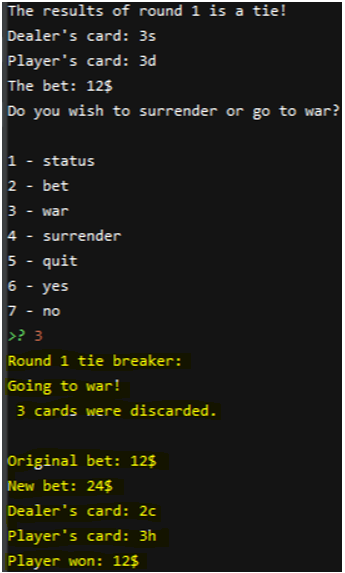 The results of round 1 is a tie!
Dealer's card: 3s
Player's card: 3d
The bet: 12$
Do you wish to surrender or go to war?
1 - status
2 - bet
3 - war
4 - surrender
5 - quit
6 - yes
7 - no
>? 3
Round 1 tie breaker:
Going to war!
3 cards were discarded.
Original bet: 12$
New bet: 24$
Dealer's card: 2c
Player's card: 3h
Player won: 12$